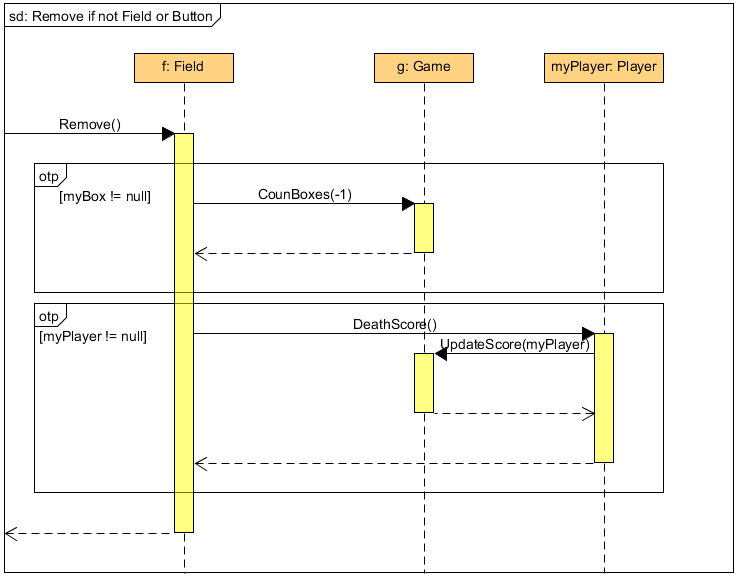 sd: Remove if not Field or Button
f: Field
g: Game
myPlayer: Player
Remove()
otp
[myBox != null]
CounBoxes(-1)
otp
[myPlayer != null]
DeathScore()
UpdateScore(myPlayer)